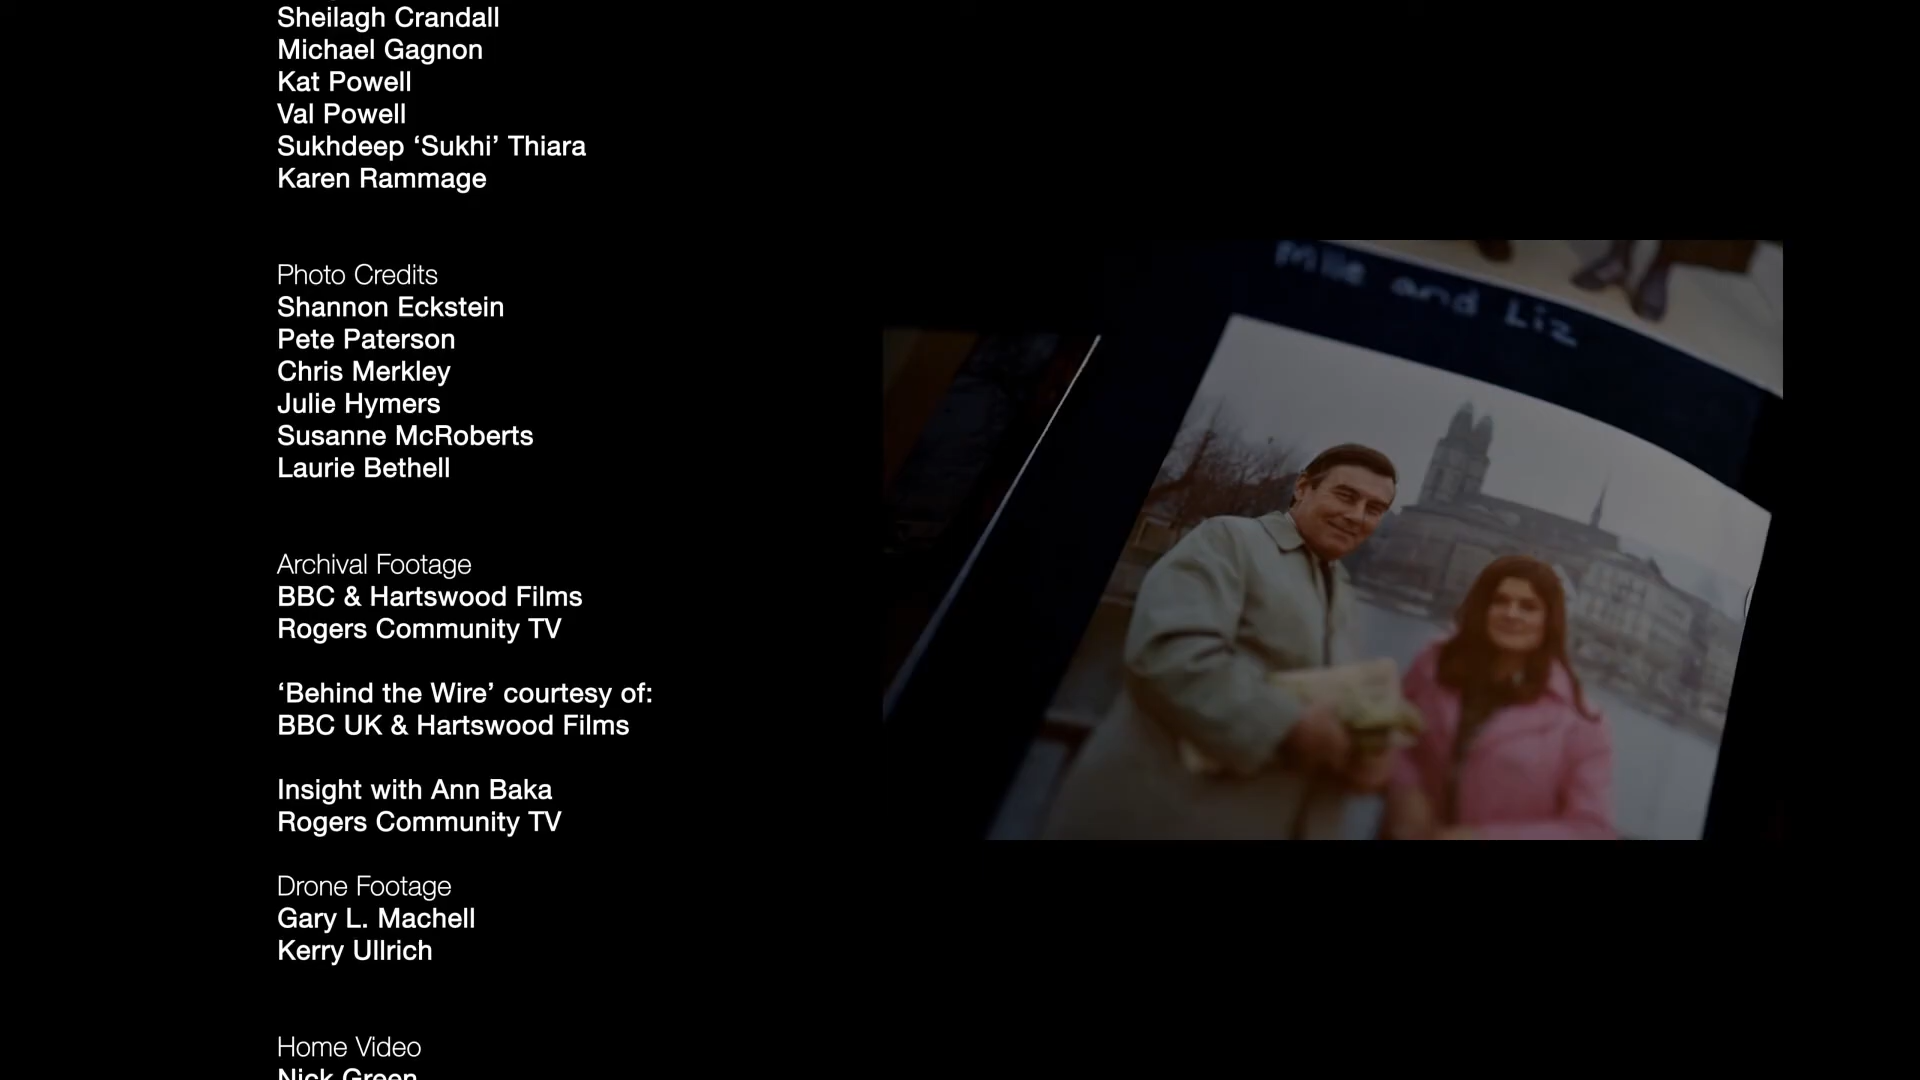 Sheilagh Crandall
Michael Gagnon
Kat Powell
Val Powell
Sukhdeep ‘Sukhi’ Thiara
Karen Rammage
Photo Credits
Shannon Eckstein
Pete Paterson
Chris Merkley
Julie Hymers
Susanne McRoberts
Laurie Bethell
Archival Footage
BBC & Hartswood Films
Rogers Community TV
‘Behind the Wire’ courtesy of:
BBC UK & Hartswood Films
Insight with Ann Baka
Rogers Community TV
Drone Footage
Gary L. Machell
Kerry Ullrich
Home Video
Nick Green
and Liz